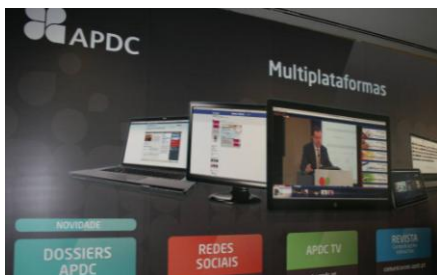 APDC
Multiplataformas
NOVIDADE
DOSSIERS
APDC
REDES
SOCIAIS
APDC TV
REVISTA